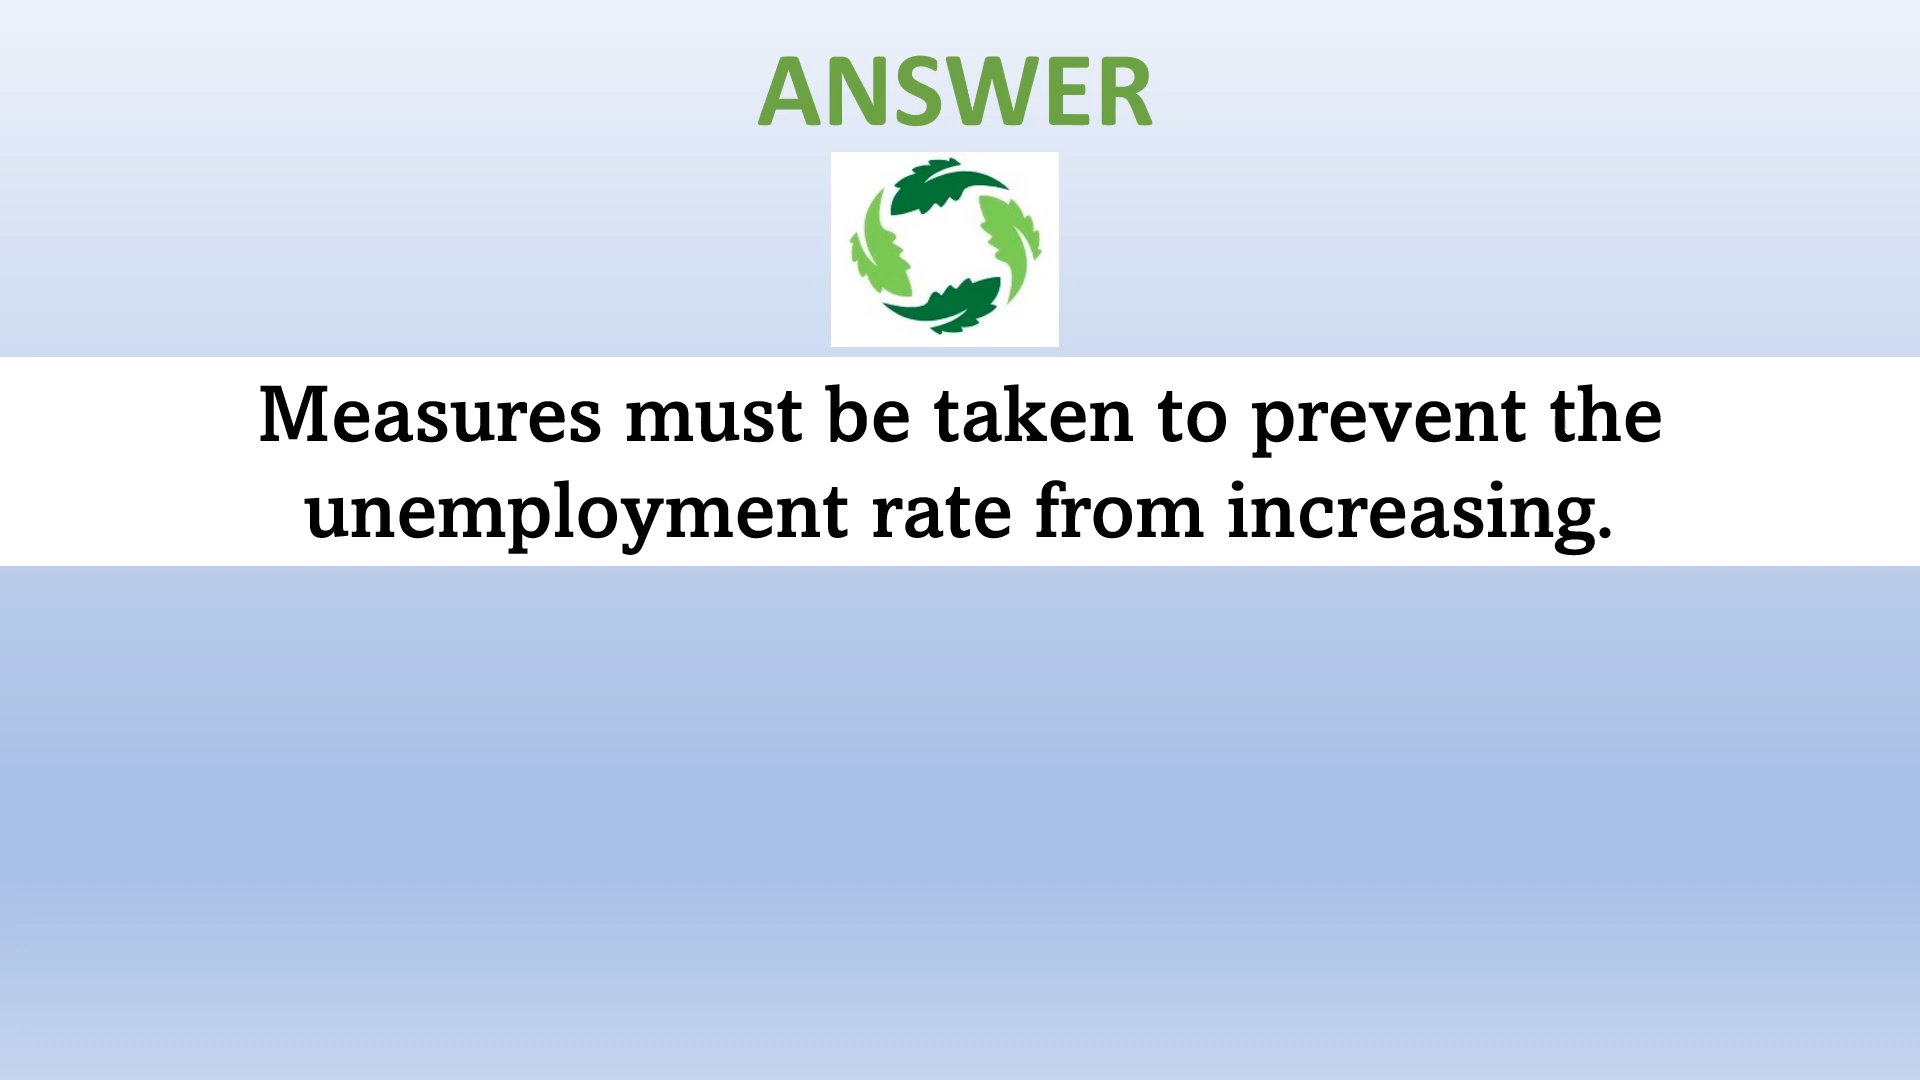 ANSWER
Measures must be taken to prevent the
unemployment rate from increasing.